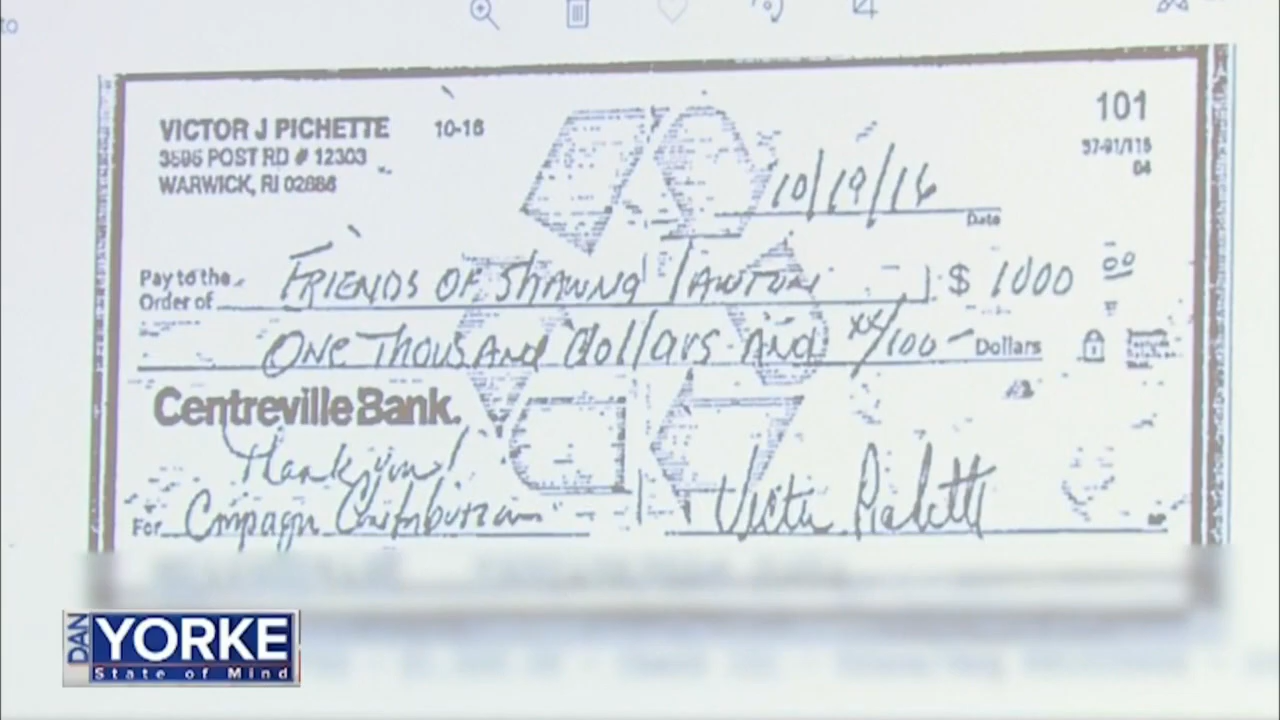 to
VICTOR J PICHETTE 10-16
3595 POST RD # 12303
WARWICK, RI 02886
101
57-91/115
04
10/19/16
Date
Pay to the
Order of FRIENDS OF Shawna Lawton $ 1000 00
One Thousand dollars and xx/100 Dollars
Centreville Bank.
Thank you!
For Campaign Contribution Victor Pichette
DAN YORKE
State of Mind